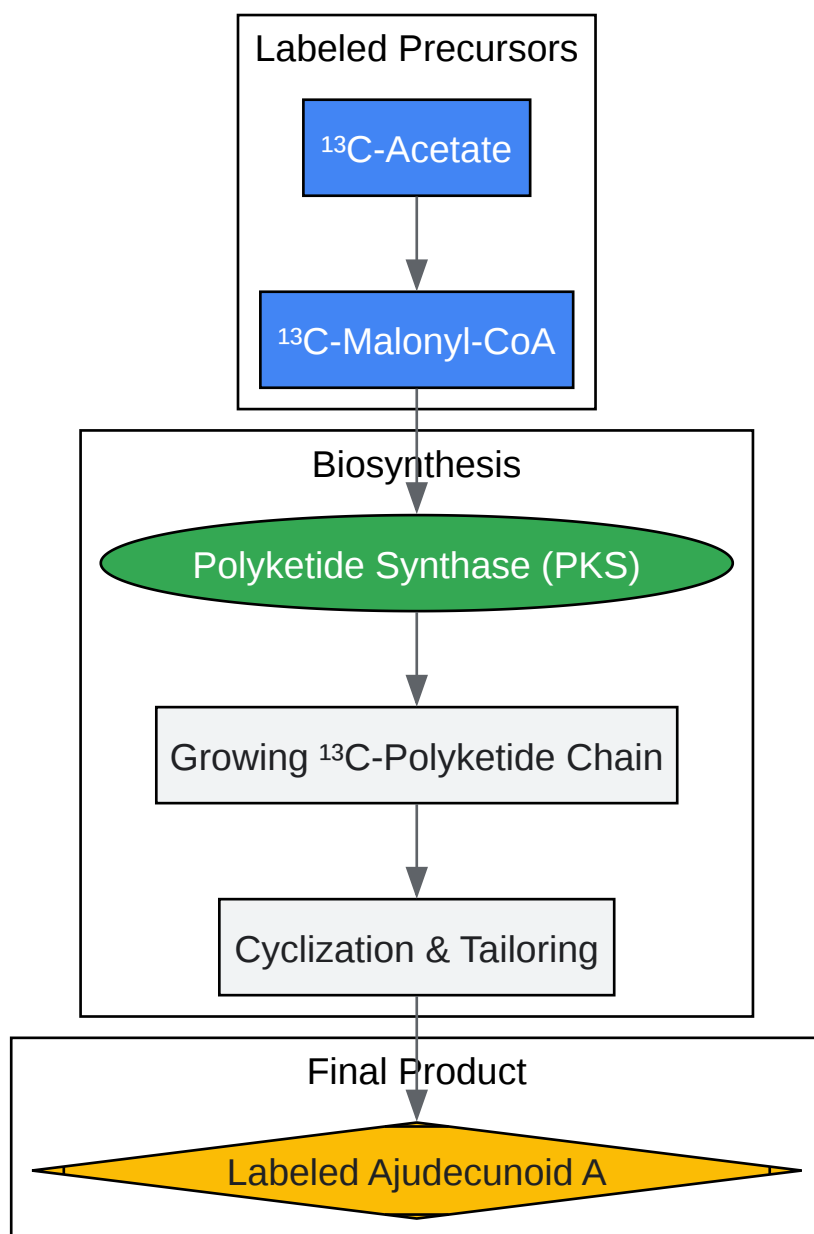 Labeled Precursors
¹³C-Acetate
¹³C-Malonyl-CoA
Biosynthesis
Polyketide Synthase (PKS)
Growing ¹³C-Polyketide Chain
Cyclization & Tailoring
Final Product
Labeled Ajudecunoid A